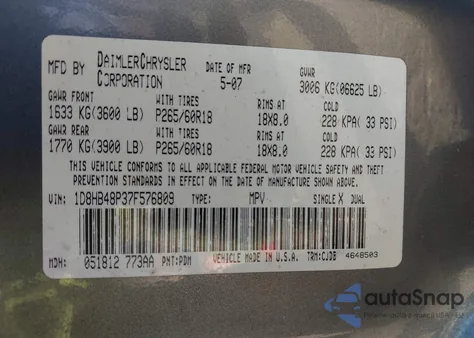 MFD BY DAIMLERCHRYSLER CORPORATION DATE OF MFR 5-07 GVWR 3006 KG(06625 LB)
GAWR FRONT WITH TIRES RIMS AT COLD
1633 KG(3600 LB) P265/60R18 18X8.0 228 KPA( 33 PSI)
GAWR REAR WITH TIRES RIMS AT COLD
1770 KG(3900 LB) P265/60R18 18X8.0 228 KPA( 33 PSI)
THIS VEHICLE CONFORMS TO ALL APPLICABLE FEDERAL MOTOR VEHICLE SAFETY AND THEFT
PREVENTION STANDARDS IN EFFECT ON THE DATE OF MANUFACTURE SHOWN ABOVE
VIN: 1D8HB48P37F576809 TYPE: MPV SINGLE X DUAL
MDH: 051812 773AA PNT:PDM VEHICLE MADE IN U.S.A. TRM:CJDB 4648503
autoSnap